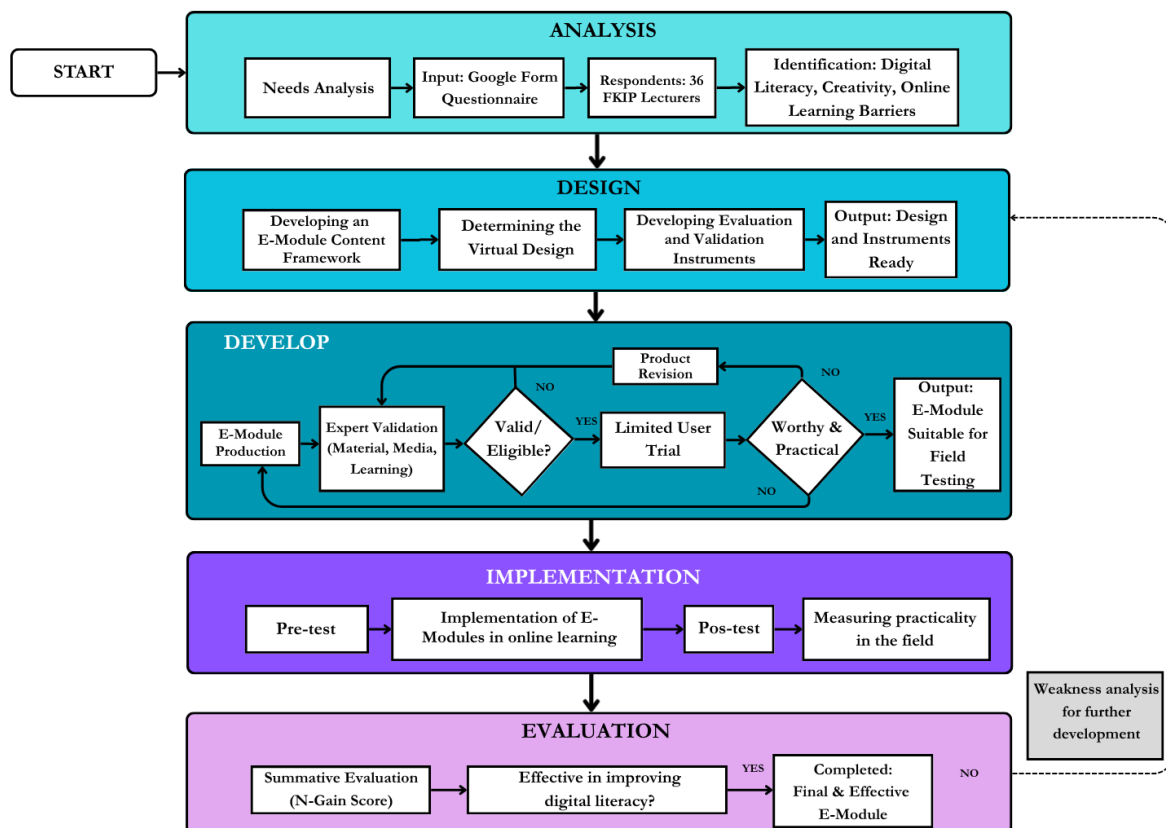 ANALYSIS
START
Needs Analysis
Input: Google Form
Questionnaire
Respondents: 36
FKIP Lecturers
Identification: Digital
Literacy, Creativity, Online
Learning Barriers
DESIGN
Developing an
E-Module Content
Framework
Determining the
Virtual Design
Developing Evaluation
and Validation
Instruments
Output: Design
and Instruments
Ready
DEVELOP
Product
Revision
NO
NO
E-Module
Production
Expert Validation
(Material, Media,
Learning)
Valid/
Eligible?
YES
Limited User
Trial
Worthy &
Practical
YES
Output:
E-Module
Suitable for
Field
Testing
NO
IMPLEMENTATION
Pre-test
Implementation of E-
Modules in online learning
Pos-test
Measuring practicality
in the field
Weakness analysis
for further
development
EVALUATION
Summative Evaluation
(N-Gain Score)
Effective in improving
digital literacy?
YES
Completed:
Final & Effective
E-Module
NO